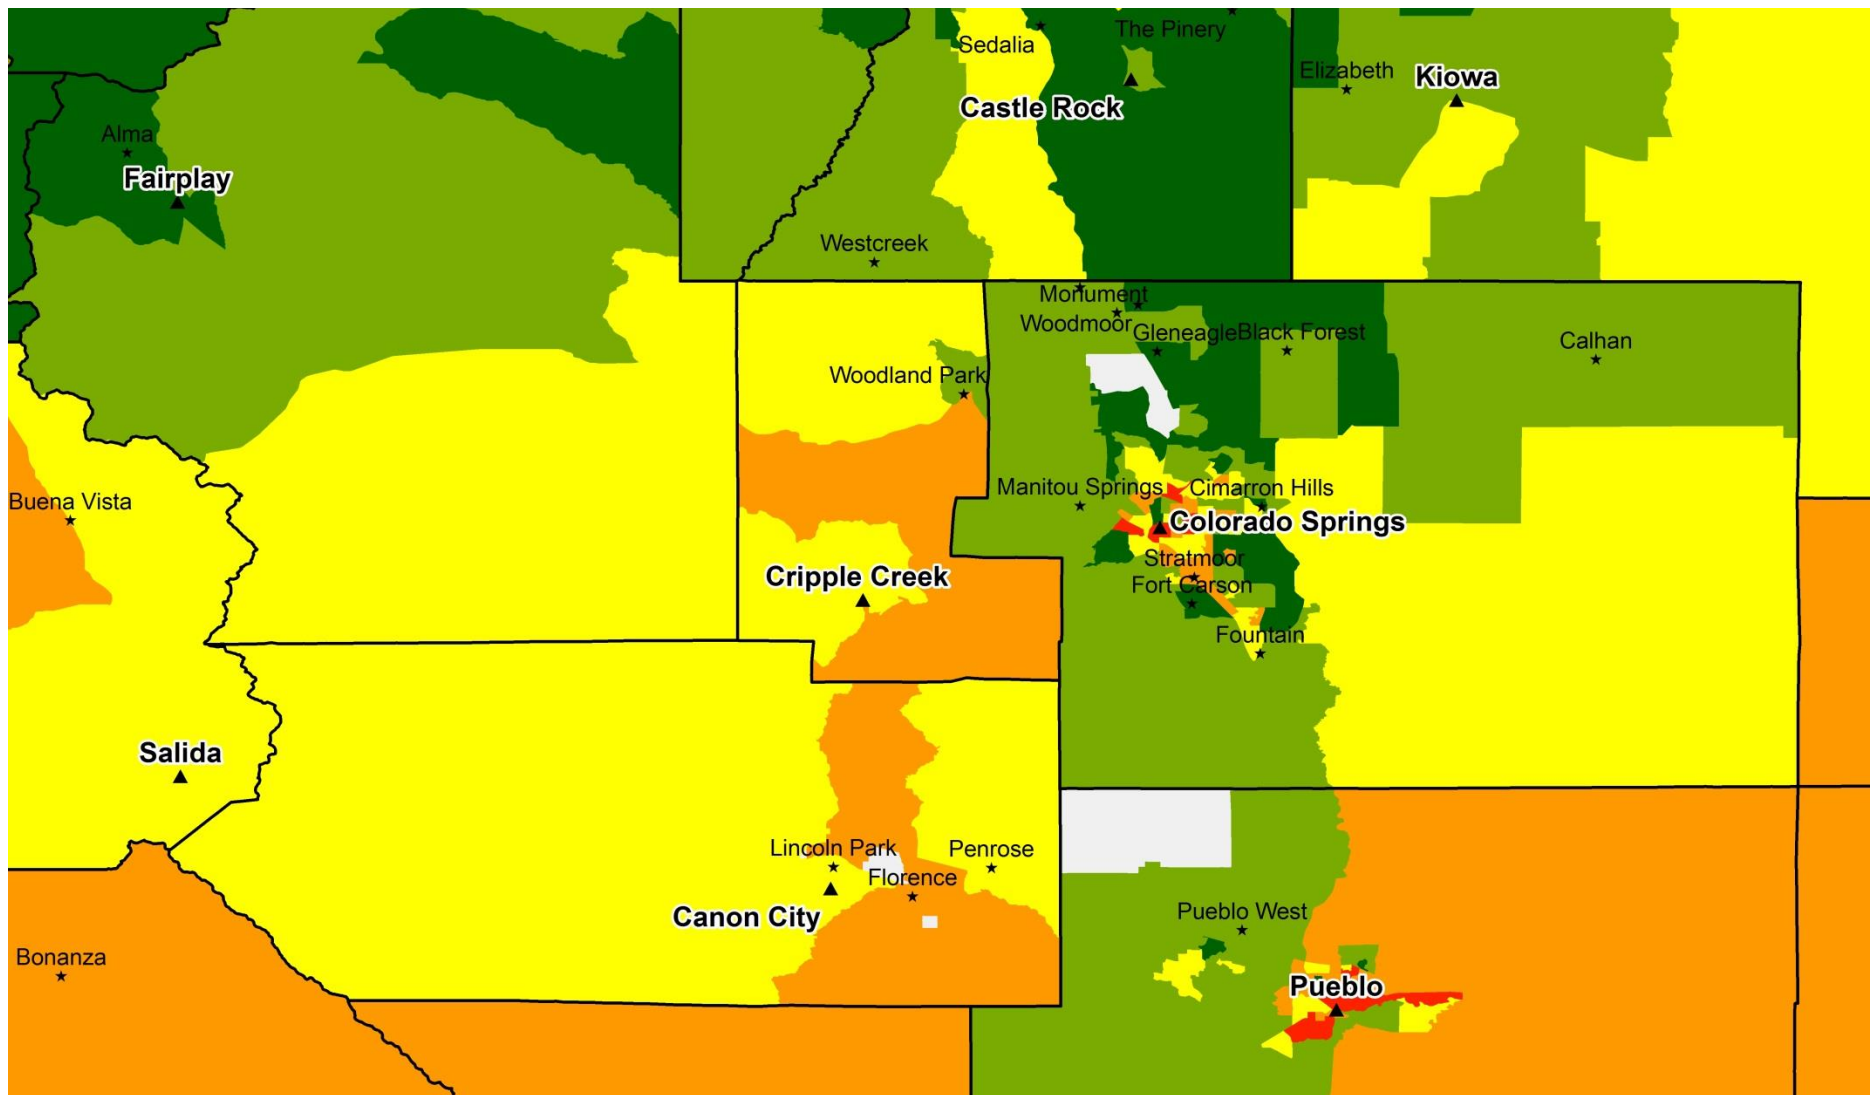 Sedalia
The Pinery
Elizabeth
Kiowa
Castle Rock
Alma
Fairplay
Westcreek
Monument
Woodmoor
Gleneagle
Black Forest
Calhan
Woodland Park
Buena Vista
Manitou Springs
Cimarron Hills
Colorado Springs
Stratmoor
Cripple Creek
Fort Carson
Fountain
Salida
Lincoln Park
Penrose
Florence
Canon City
Pueblo West
Bonanza
Pueblo